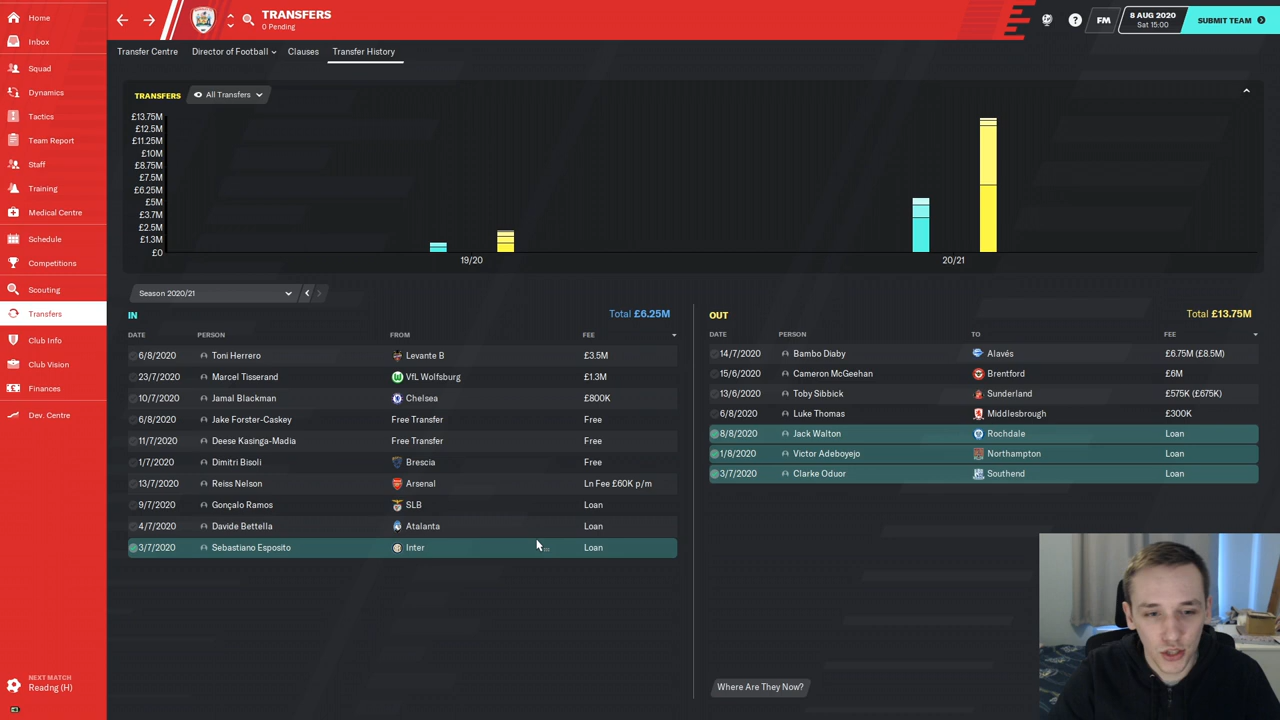 TRANSFERS
0 Pending
FM
8 AUG 2020
Sat 15:00
SUBMIT TEAM
Home
Inbox
Squad
Dynamics
Tactics
Team Report
Staff
Training
Medical Centre
Schedule
Competitions
Scouting
Transfers
Club Info
Club Vision
Finances
Dev. Centre
NEXT MATCH
Readng (H)
Transfer Centre Director of Football Clauses Transfer History
TRANSFERS All Transfers
£13.75M
£12.5M
£11.25M
£10M
£8.75M
£7.5M
£6.25M
£5M
£3.7M
£2.5M
£1.3M
£0
19/20 20/21
Season 2020/21
IN Total £6.25M
DATE PERSON FROM FEE
6/8/2020 Toni Herrero Levante B £3.5M
23/7/2020 Marcel Tisserand VfL Wolfsburg £1.3M
10/7/2020 Jamal Blackman Chelsea £800K
6/8/2020 Jake Forster-Caskey Free Transfer Free
11/7/2020 Deese Kasinga-Madia Free Transfer Free
1/7/2020 Dimitri Bisoli Brescia Free
13/7/2020 Reiss Nelson Arsenal Ln Fee £60K p/m
9/7/2020 Gonçalo Ramos SLB Loan
4/7/2020 Davide Bettella Atalanta Loan
3/7/2020 Sebastiano Esposito Inter Loan
OUT Total £13.75M
DATE PERSON TO FEE
14/7/2020 Bambo Diaby Alavés £6.75M (£8.5M)
15/6/2020 Cameron McGeehan Brentford £6M
13/6/2020 Toby Sibbick Sunderland £575K (£675K)
6/8/2020 Luke Thomas Middlesbrough £300K
8/8/2020 Jack Walton Rochdale Loan
1/8/2020 Victor Adeboyejo Northampton Loan
3/7/2020 Clarke Oduor Southend Loan
Where Are They Now?